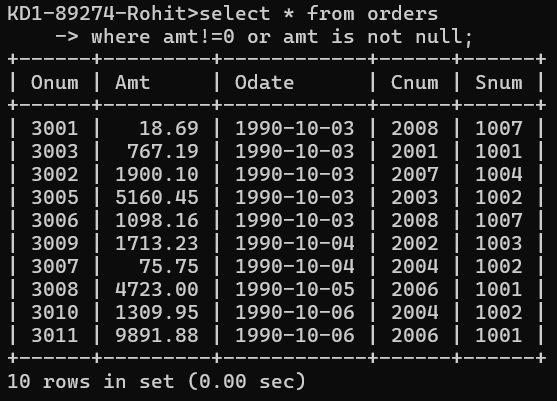 KD1-89274-Rohit>select * from orders
    -> where amt!=0 or amt is not null;
+------+---------+------------+------+------+
| Onum | Amt     | Odate      | Cnum | Snum |
+------+---------+------------+------+------+
| 3001 |   18.69 | 1990-10-03 | 2008 | 1007 |
| 3003 |  767.19 | 1990-10-03 | 2001 | 1001 |
| 3002 | 1900.10 | 1990-10-03 | 2007 | 1004 |
| 3005 | 5160.45 | 1990-10-03 | 2003 | 1002 |
| 3006 | 1098.16 | 1990-10-03 | 2008 | 1007 |
| 3009 | 1713.23 | 1990-10-04 | 2002 | 1003 |
| 3007 |   75.75 | 1990-10-04 | 2004 | 1002 |
| 3008 | 4723.00 | 1990-10-05 | 2006 | 1001 |
| 3010 | 1309.95 | 1990-10-06 | 2004 | 1002 |
| 3011 | 9891.88 | 1990-10-06 | 2006 | 1001 |
+------+---------+------------+------+------+
10 rows in set (0.00 sec)